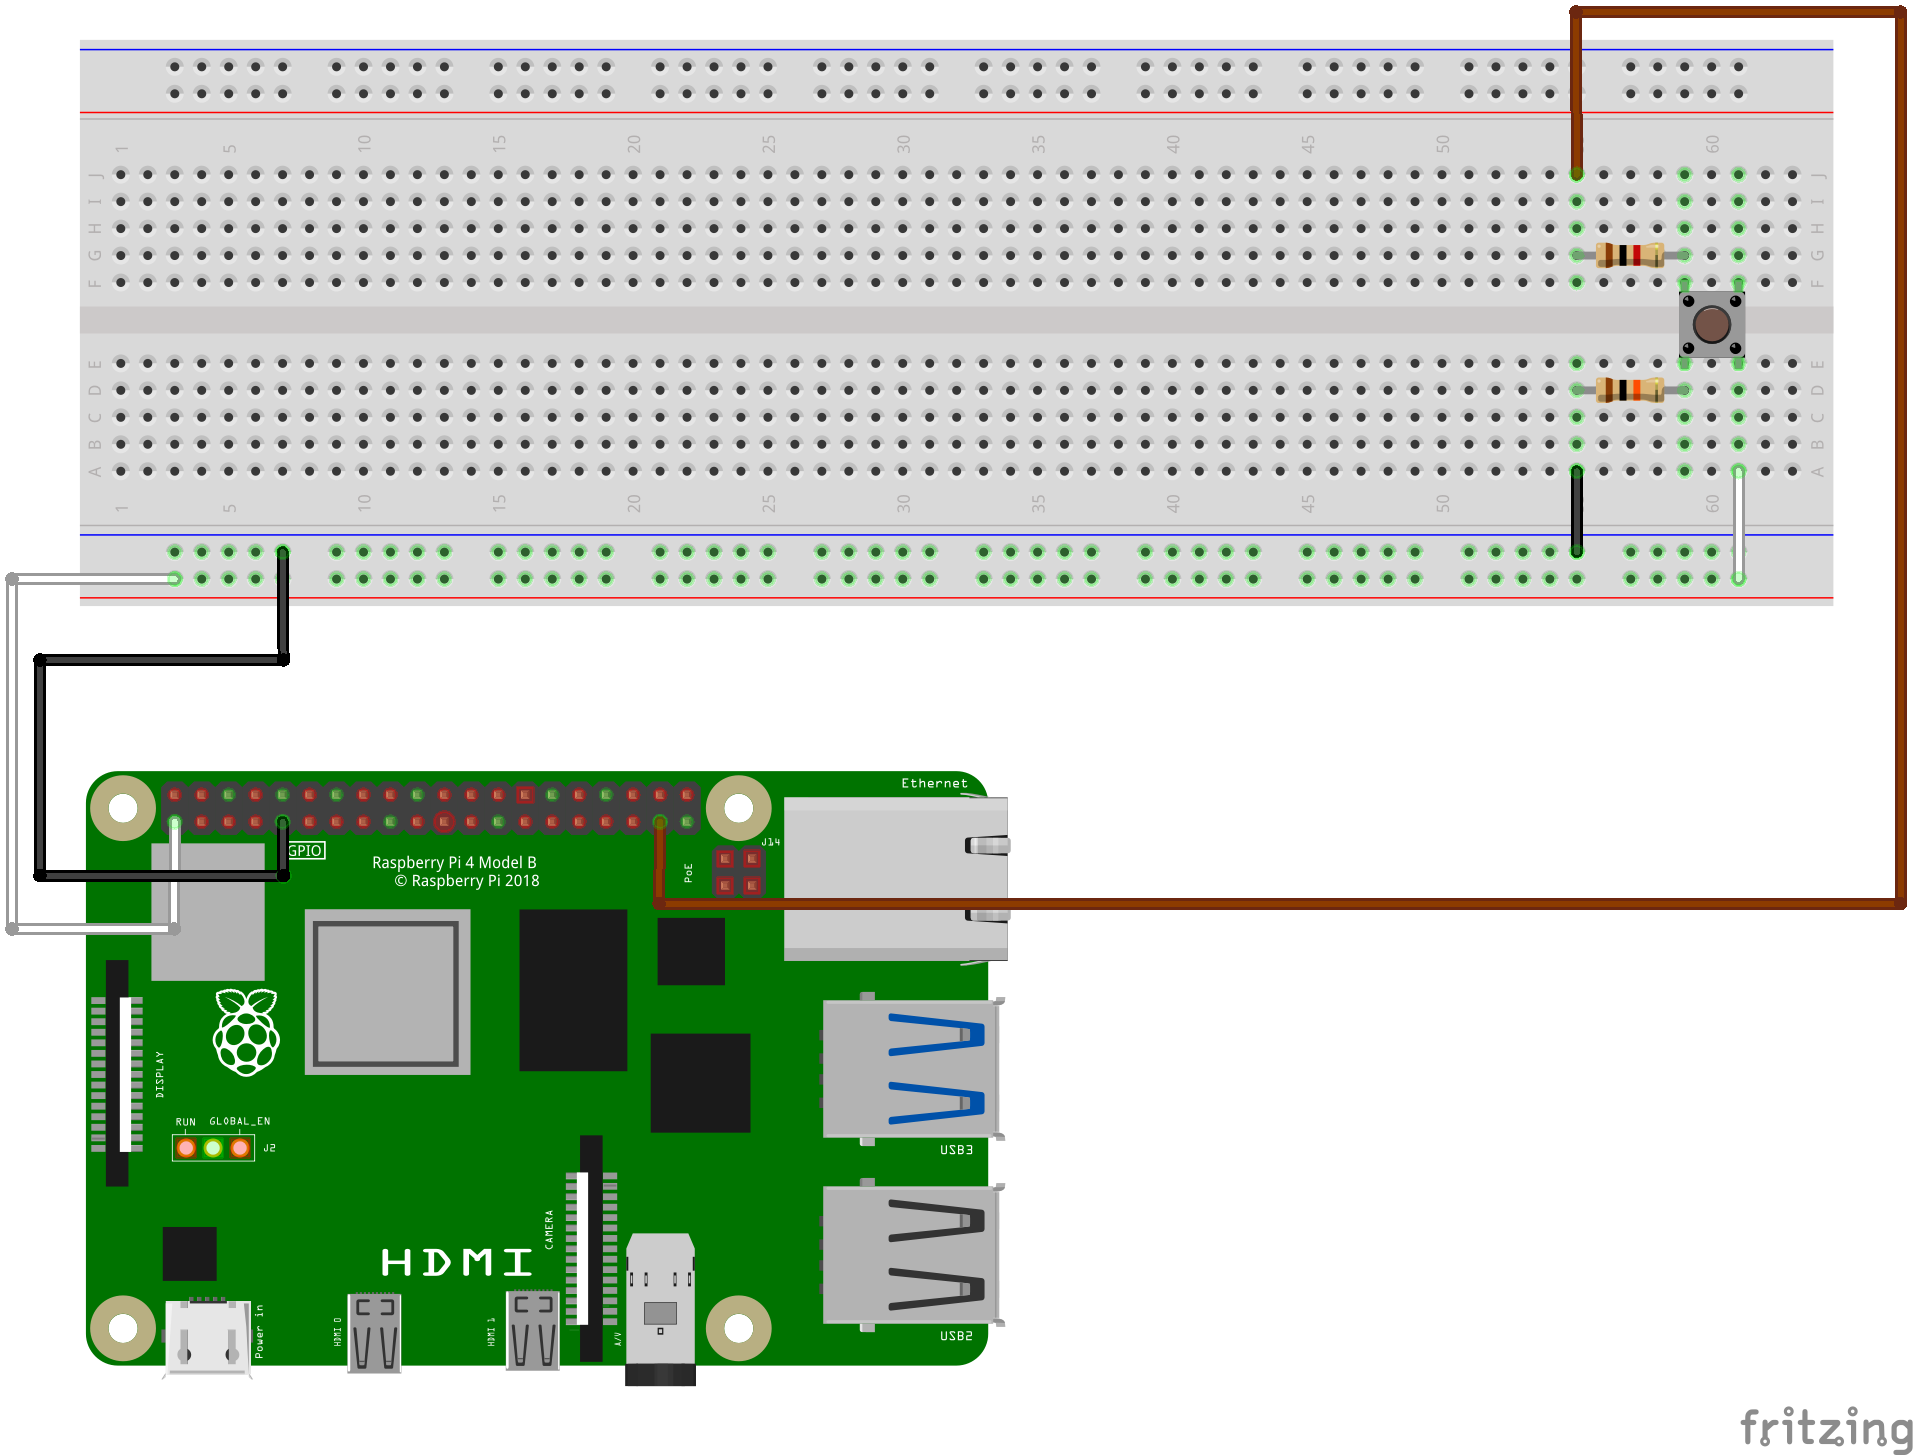 1 5 10 15 20 25 30 35 40 45 50 60
J J
I I
H H
G G
F F
E E
D D
C C
B B
A A
1 5 10 15 20 25 30 35 40 45 50 60
Ethernet
J14
GPIO
Raspberry Pi 4 Model B
© Raspberry Pi 2018
PoE
DISPLAY
RUN GLOBAL_EN
J2
USB3
CAMERA
HDMI
Power in
HDMI 0
HDMI 1
A/V
USB2
fritzing